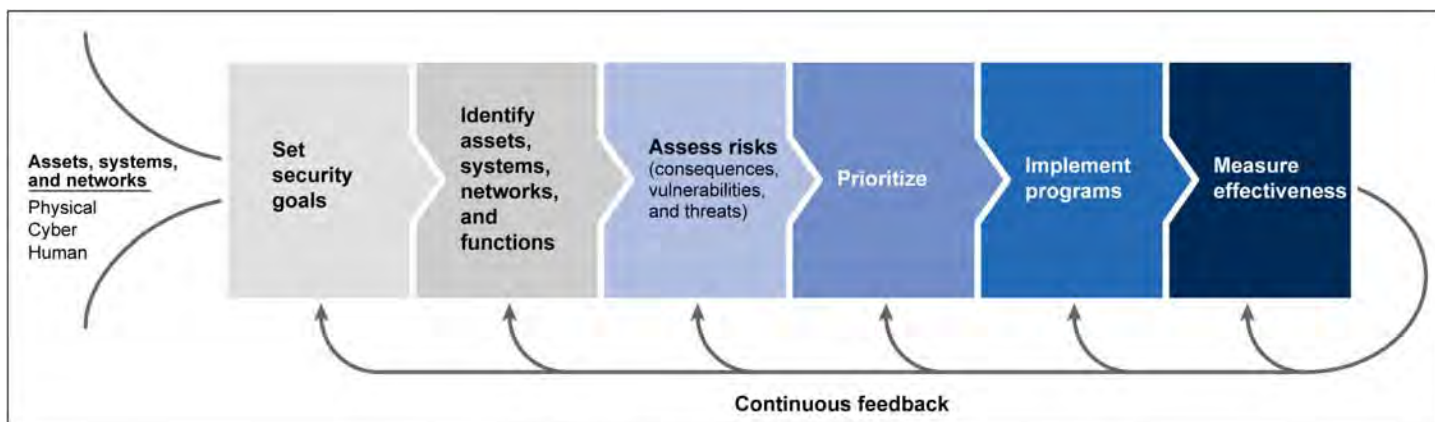 Assets, systems,
and networks
Physical
Cyber
Human
Set
security
goals
Identify
assets,
systems,
networks,
and
functions
Assess risks
(consequences,
vulnerabilities,
and threats)
Prioritize
Implement
programs
Measure
effectiveness
Continuous feedback